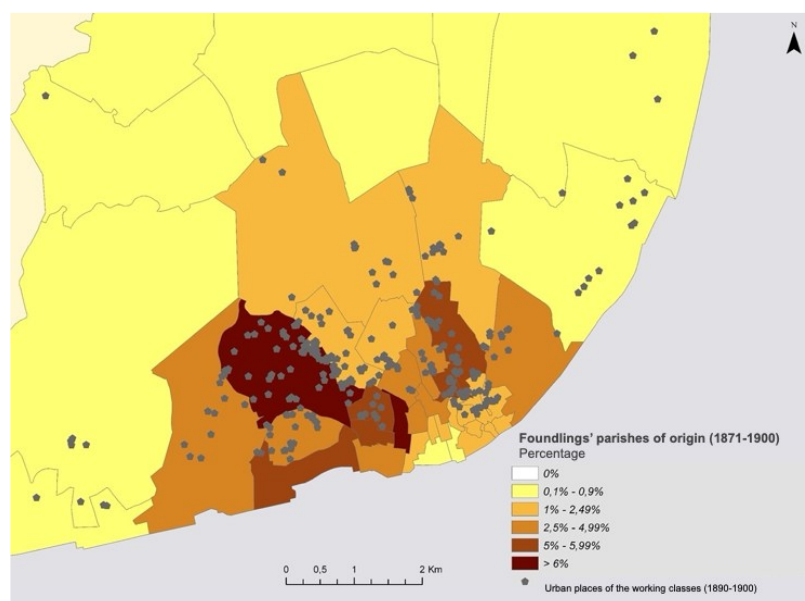 N
Foundlings' parishes of origin (1871-1900)
Percentage
0%
0,1% - 0,9%
1% - 2,49%
2,5% - 4,99%
5% - 5,99%
> 6%
Urban places of the working classes (1890-1900)
0 0,5 1 2 Km